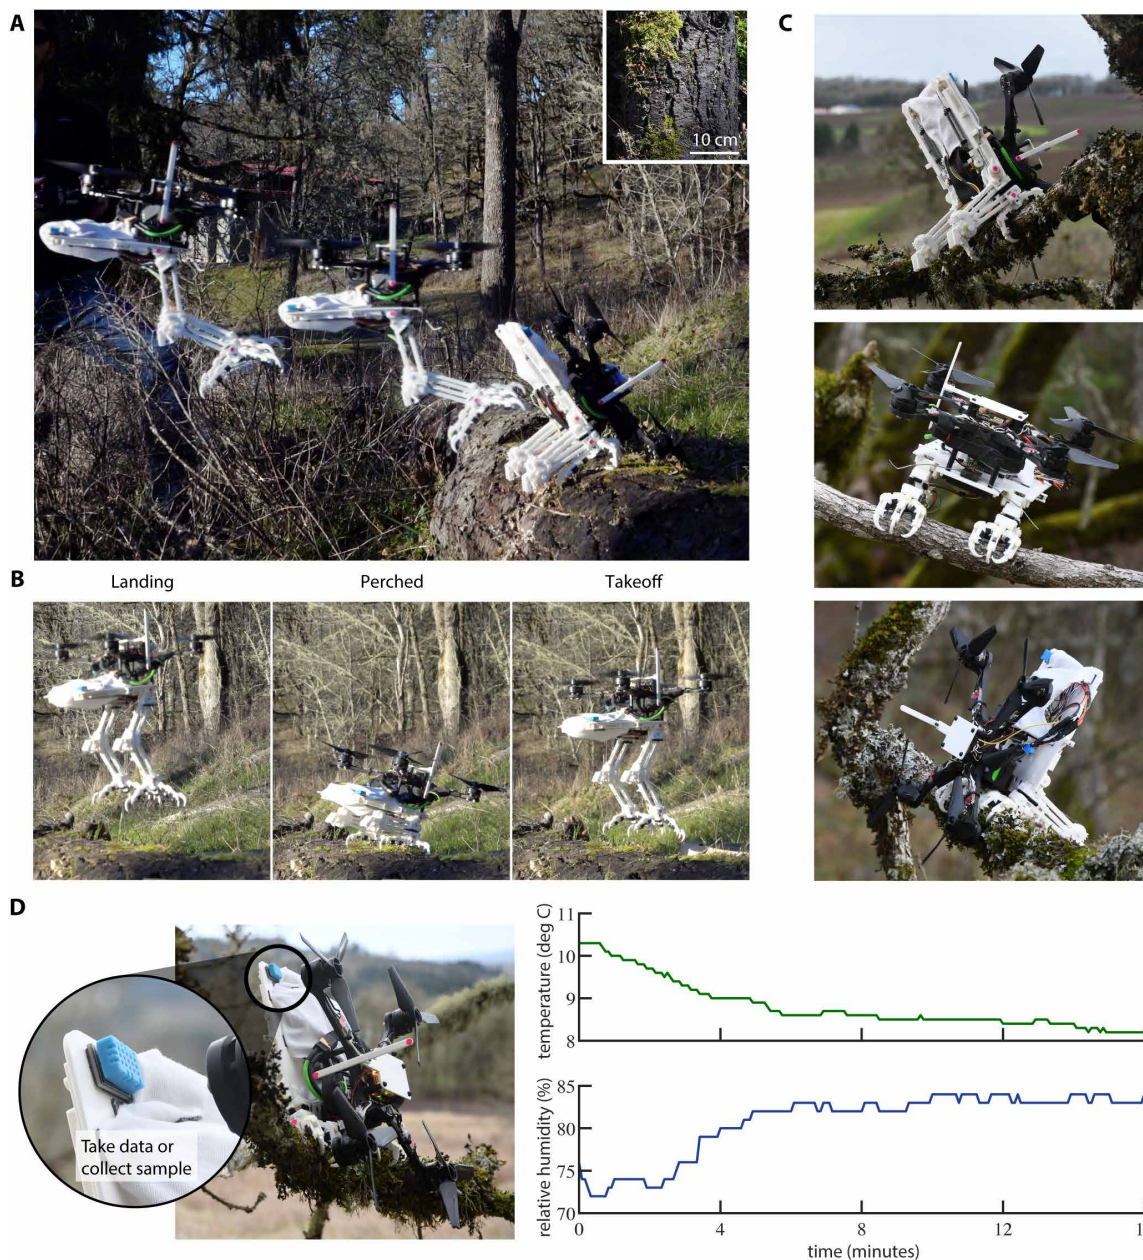 A
10 cm
C
B
Landing
Perched
Takeoff
D
Take data or
collect sample
temperature (deg C)
11
10
9
8
relative humidity (%)
85
80
75
70
0
4
8
12
time (minutes)